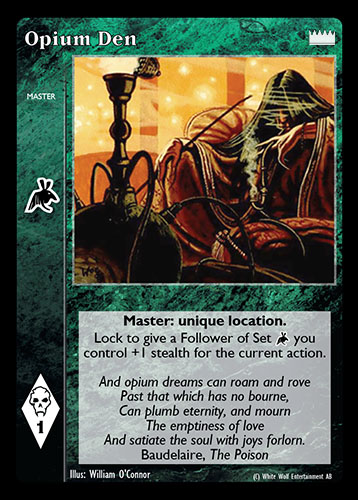 Opium Den
MASTER
Master: unique location.
Lock to give a Follower of Set you
control +1 stealth for the current action.
And opium dreams can roam and rove
Past that which has no bourne,
Can plumb eternity, and mourn
The emptiness of love
And satiate the soul with joys forlorn.
Baudelaire, The Poison
1
Illus: William O'Connor
(C) White Wolf Entertainment AB